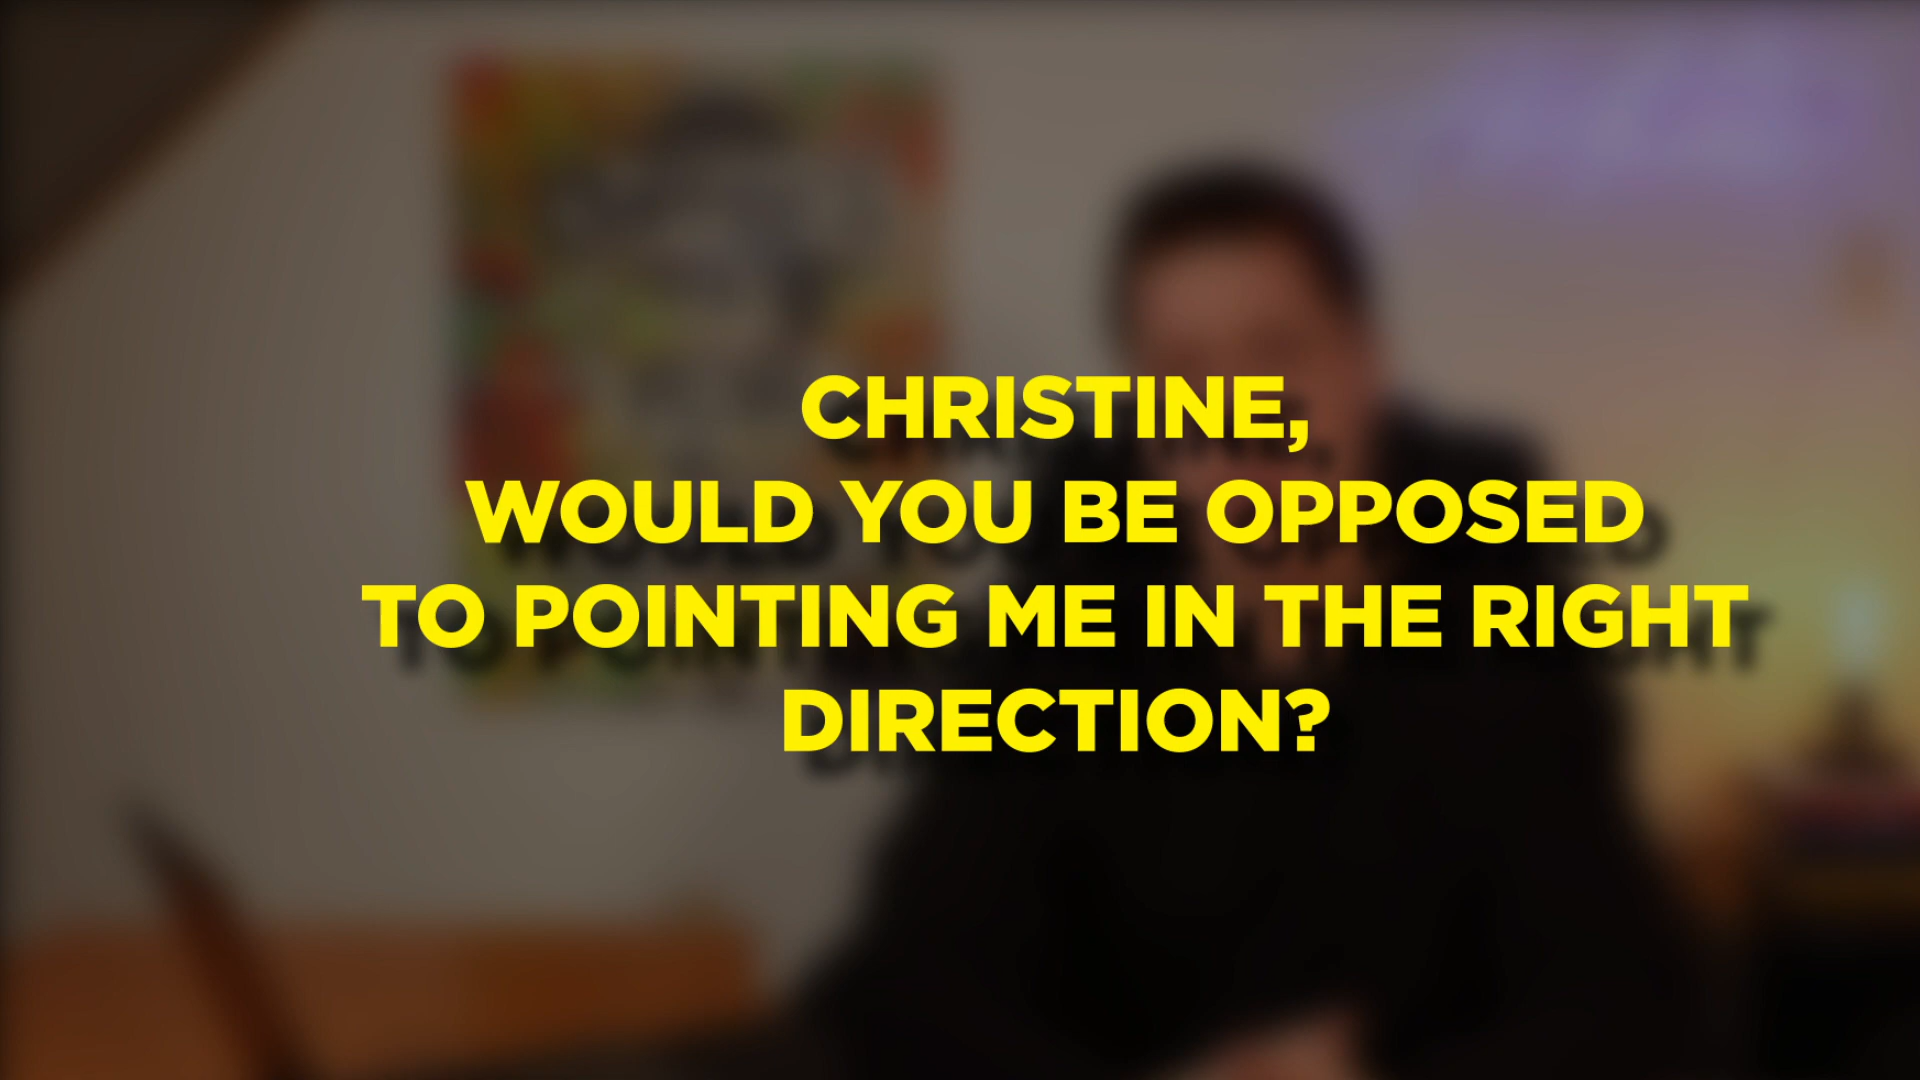 CHRISTINE,
WOULD YOU BE OPPOSED
TO POINTING ME IN THE RIGHT
DIRECTION?